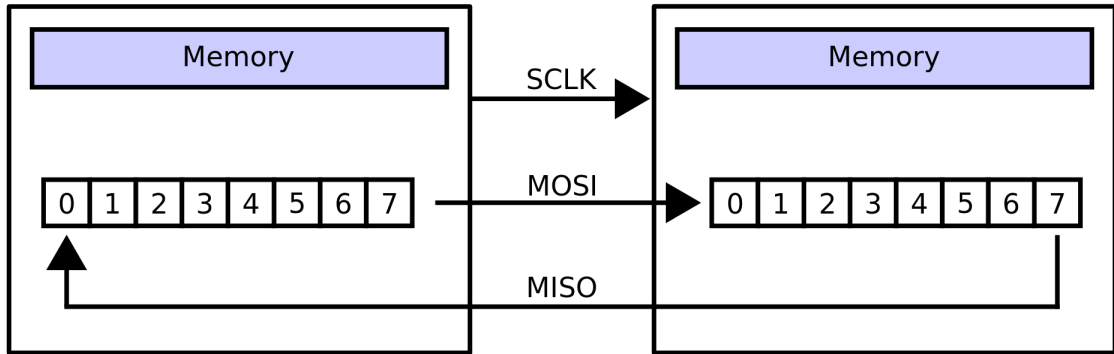 Memory Memory
SCLK
MOSI
0 1 2 3 4 5 6 7 0 1 2 3 4 5 6 7
MISO